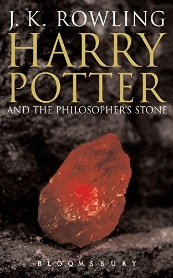 J. K. ROWLING
HARRY
POTTER
AND THE PHILOSOPHER'S STONE
BLOOMSBURY